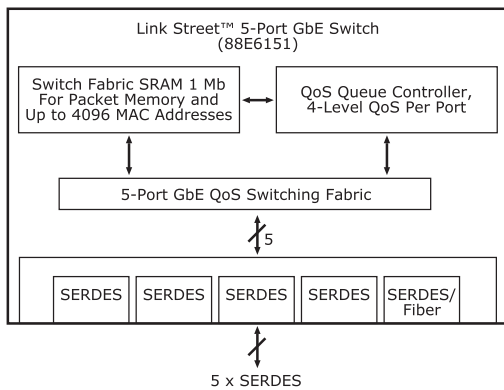 Link Street™ 5-Port GbE Switch
(88E6151)
Switch Fabric SRAM 1 Mb
For Packet Memory and
Up to 4096 MAC Addresses
QoS Queue Controller,
4-Level QoS Per Port
5-Port GbE QoS Switching Fabric
5
SERDES
SERDES
SERDES
SERDES
SERDES/
Fiber
5 x SERDES